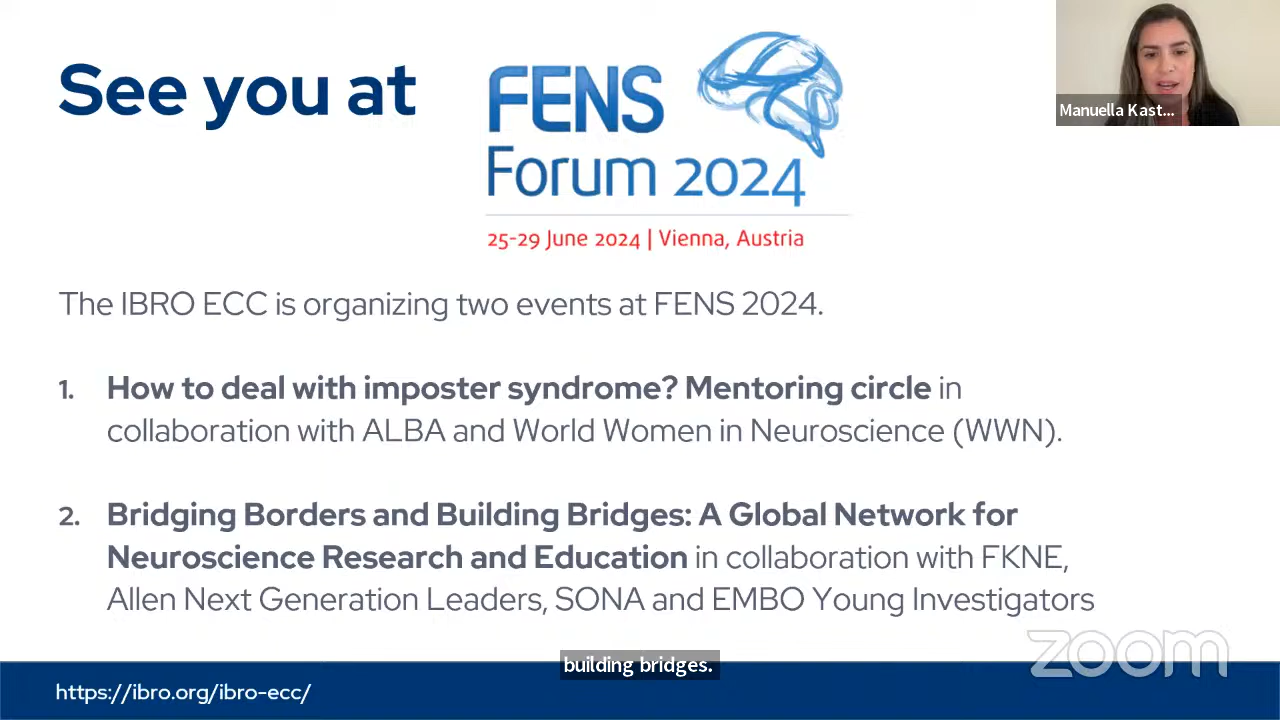 See you at
FENS
Forum 2024
25-29 June 2024 | Vienna, Austria
Manuella Kast...
The IBRO ECC is organizing two events at FENS 2024.
1. How to deal with imposter syndrome? Mentoring circle in
collaboration with ALBA and World Women in Neuroscience (WWN).
2. Bridging Borders and Building Bridges: A Global Network for
Neuroscience Research and Education in collaboration with FKNE,
Allen Next Generation Leaders, SONA and EMBO Young Investigators
zoom
building bridges.
https://ibro.org/ibro-ecc/